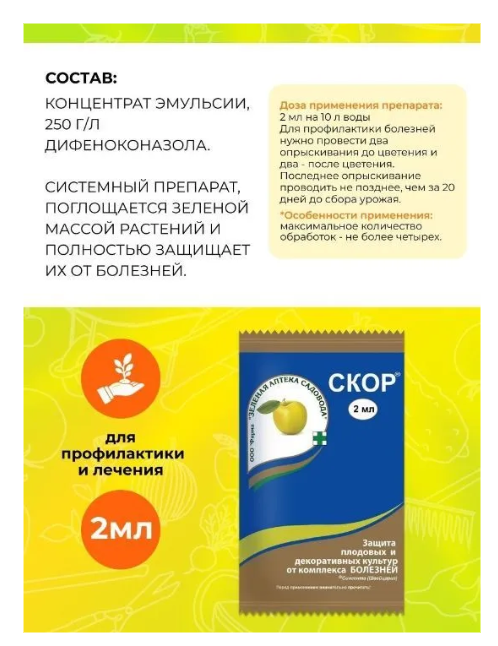 СОСТАВ:
КОНЦЕНТРАТ ЭМУЛЬСИИ,
250 Г/Л
ДИФЕНОКОНАЗОЛА.
СИСТЕМНЫЙ ПРЕПАРАТ,
ПОГЛОЩАЕТСЯ ЗЕЛЕНОЙ
МАССОЙ РАСТЕНИЙ И
ПОЛНОСТЬЮ ЗАЩИЩАЕТ
ИХ ОТ БОЛЕЗНЕЙ.
Доза применения препарата:
2 мл на 10 л воды
Для профилактики болезней
нужно провести два
опрыскивания до цветения и
два - после цветения.
Последнее опрыскивание
проводить не позднее, чем за 20
дней до сбора урожая.
*Особенности применения:
максимальное количество
обработок - не более четырех.
для
профилактики
и лечения
2мл
"ЗЕЛЕНАЯ АПТЕКА САДОВОДА"
ООО "Фирма
СКОР®
2 мл
Защита
плодовых и
декоративных культур
от комплекса БОЛЕЗНЕЙ